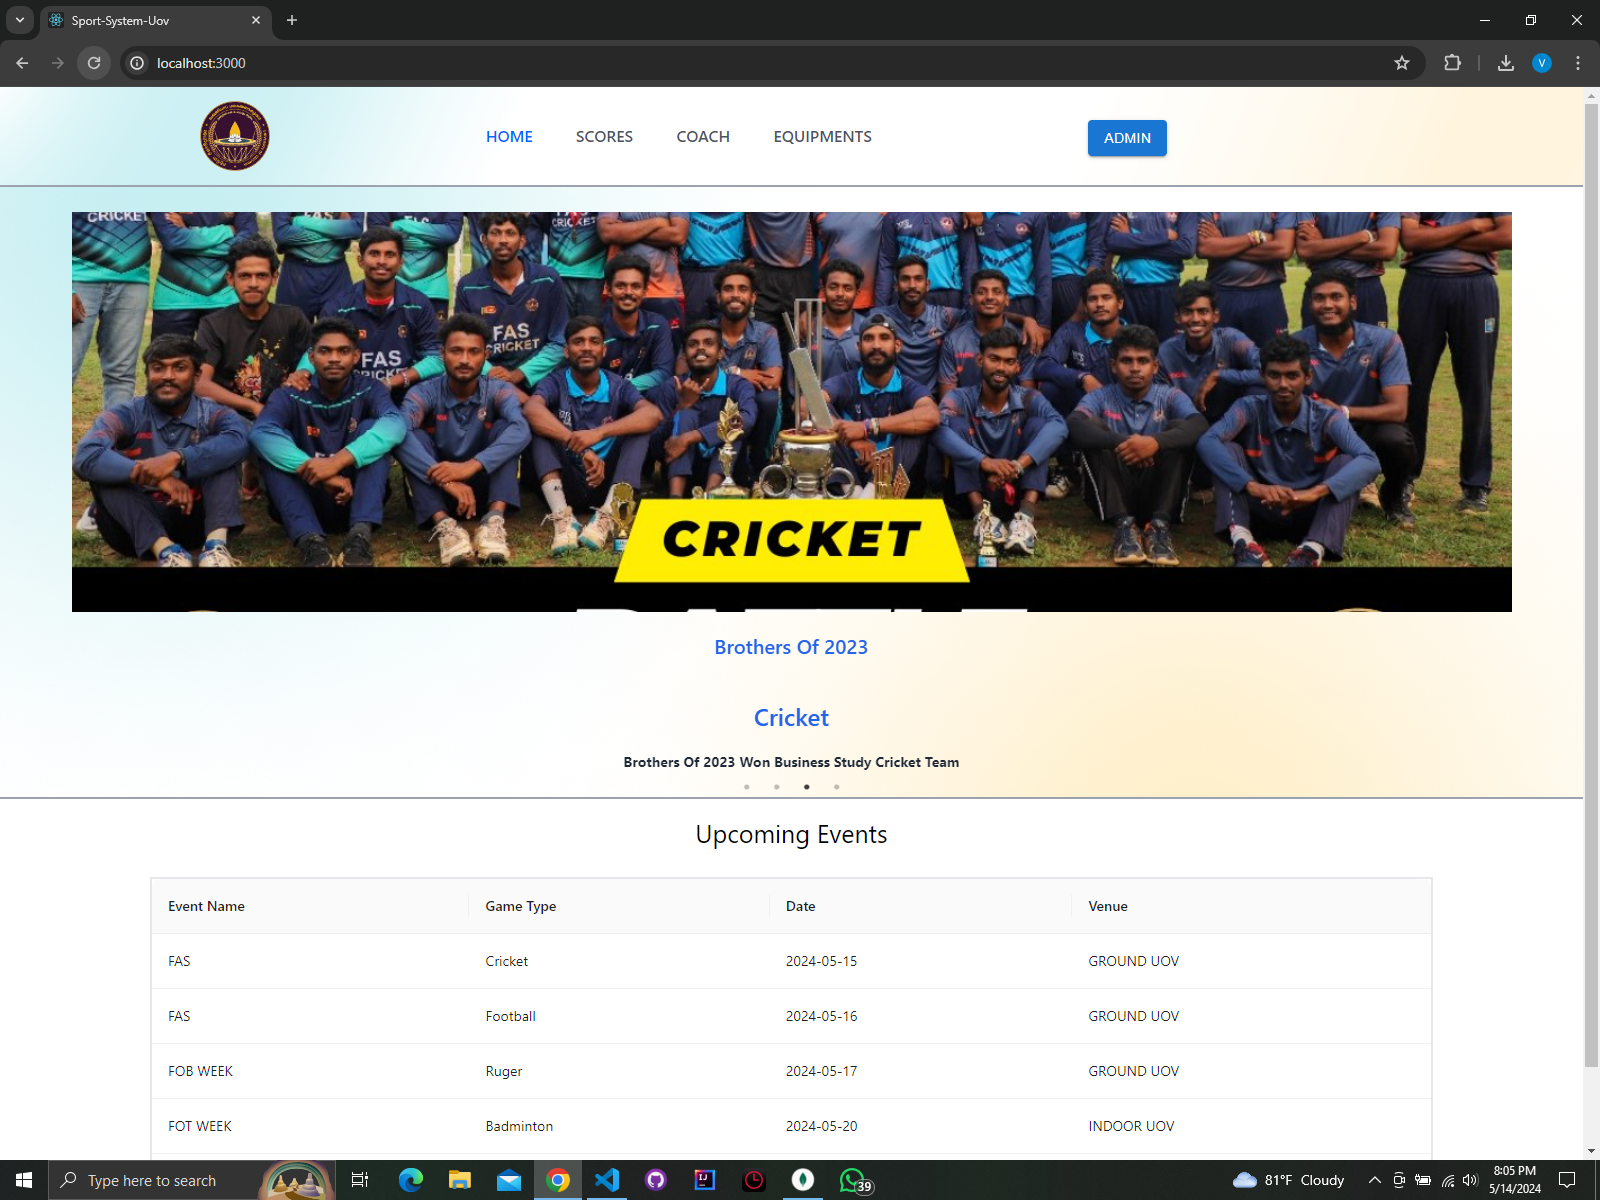 Sport-System-Uov
localhost:3000
V
HOME
SCORES
COACH
EQUIPMENTS
ADMIN
CRICKET
FAS
FAS
CRICKET
FAS
CRICKET
FAS
CRICKET
CRICKET
Brothers Of 2023
Cricket
Brothers Of 2023 Won Business Study Cricket Team
Upcoming Events
Event Name
Game Type
Date
Venue
FAS
Cricket
2024-05-15
GROUND UOV
FAS
Football
2024-05-16
GROUND UOV
FOB WEEK
Ruger
2024-05-17
GROUND UOV
FOT WEEK
Badminton
2024-05-20
INDOOR UOV
Type here to search
IJ
39
81°F Cloudy
8:05 PM
5/14/2024